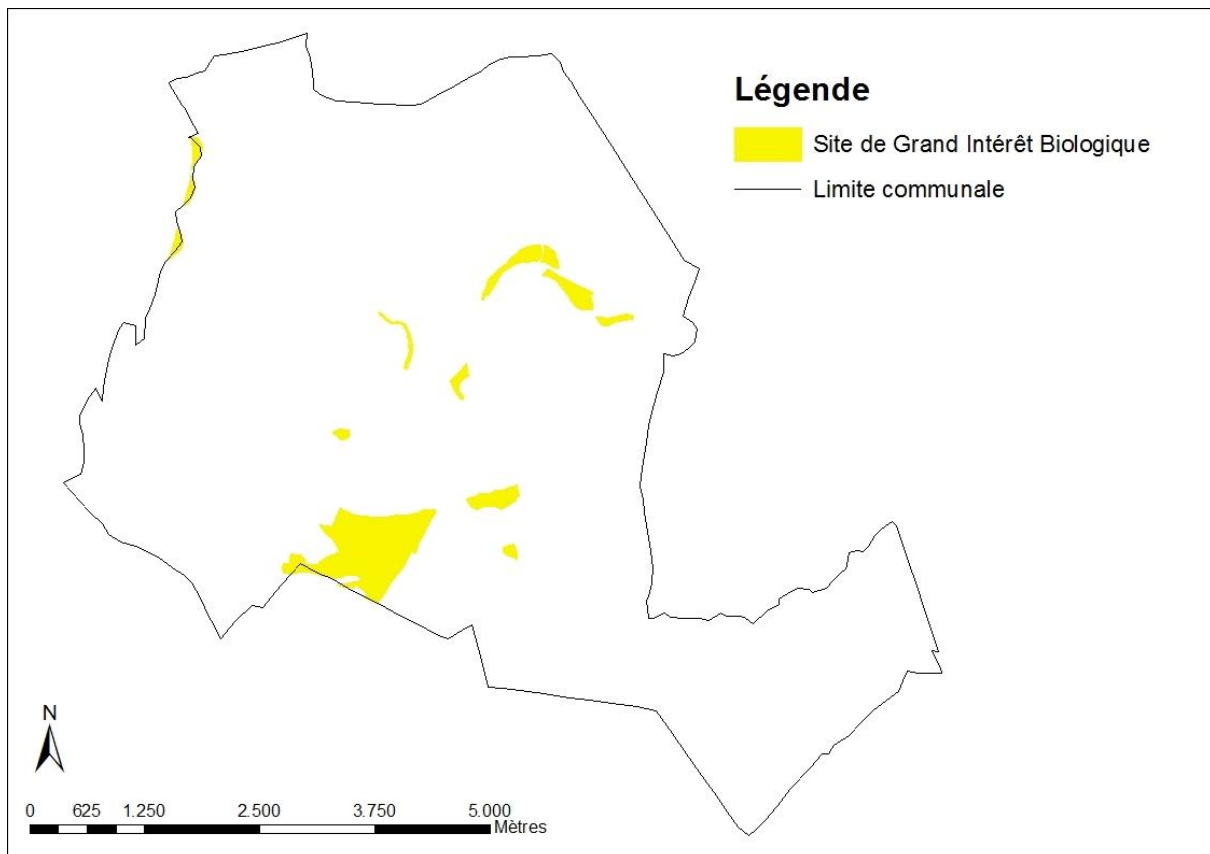 Légende
Site de Grand Intérêt Biologique
Limite communale
N
0 625 1.250 2.500 3.750 5.000
Mètres